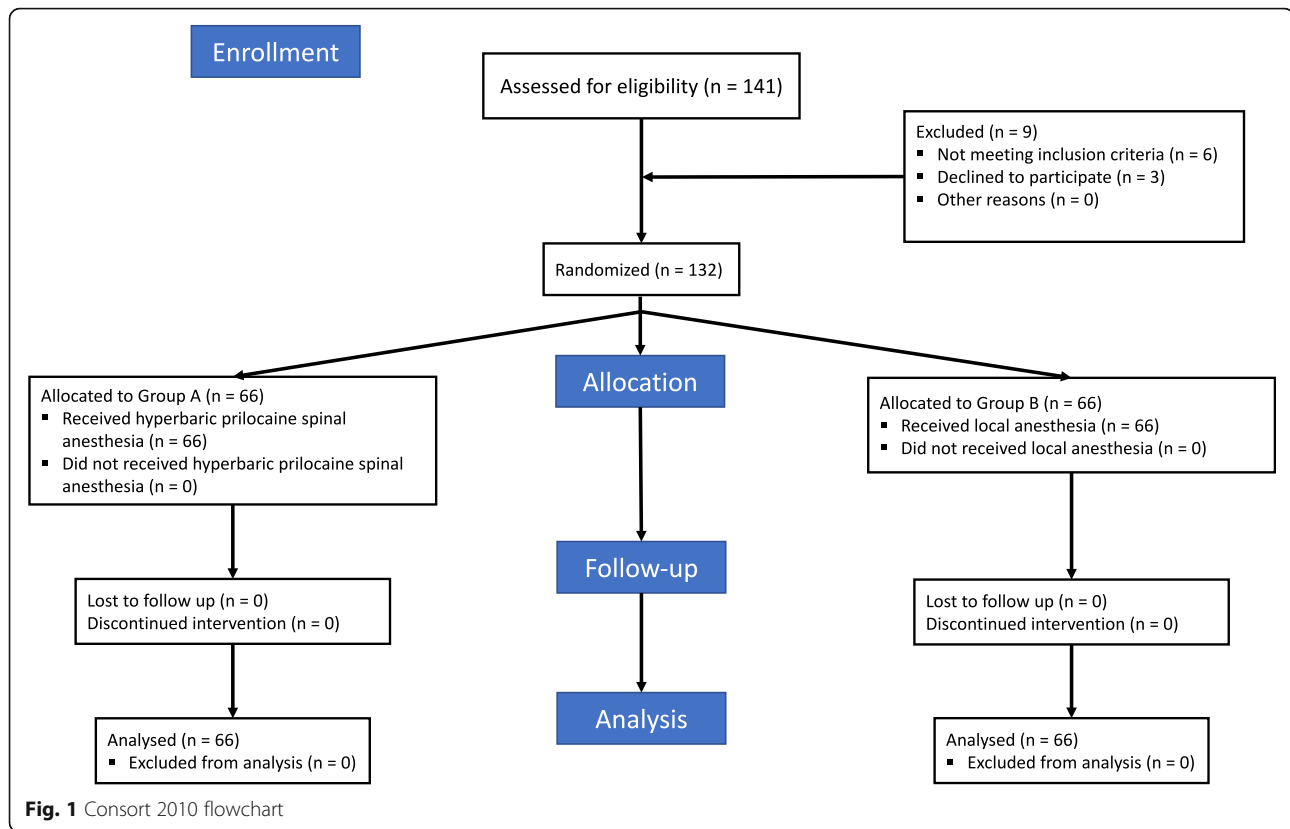 Enrollment
Assessed for eligibility (n = 141)
Excluded (n = 9)
▪ Not meeting inclusion criteria (n = 6)
▪ Declined to participate (n = 3)
▪ Other reasons (n = 0)
Randomized (n = 132)
Allocation
Allocated to Group A (n = 66)
▪ Received hyperbaric prilocaine spinal
anesthesia (n = 66)
▪ Did not received hyperbaric prilocaine spinal
anesthesia (n = 0)
Allocated to Group B (n = 66)
▪ Received local anesthesia (n = 66)
▪ Did not received local anesthesia (n = 0)
Follow-up
Lost to follow up (n = 0)
Discontinued intervention (n = 0)
Lost to follow up (n = 0)
Discontinued intervention (n = 0)
Analysis
Analysed (n = 66)
▪ Excluded from analysis (n = 0)
Analysed (n = 66)
▪ Excluded from analysis (n = 0)
Fig. 1 Consort 2010 flowchart